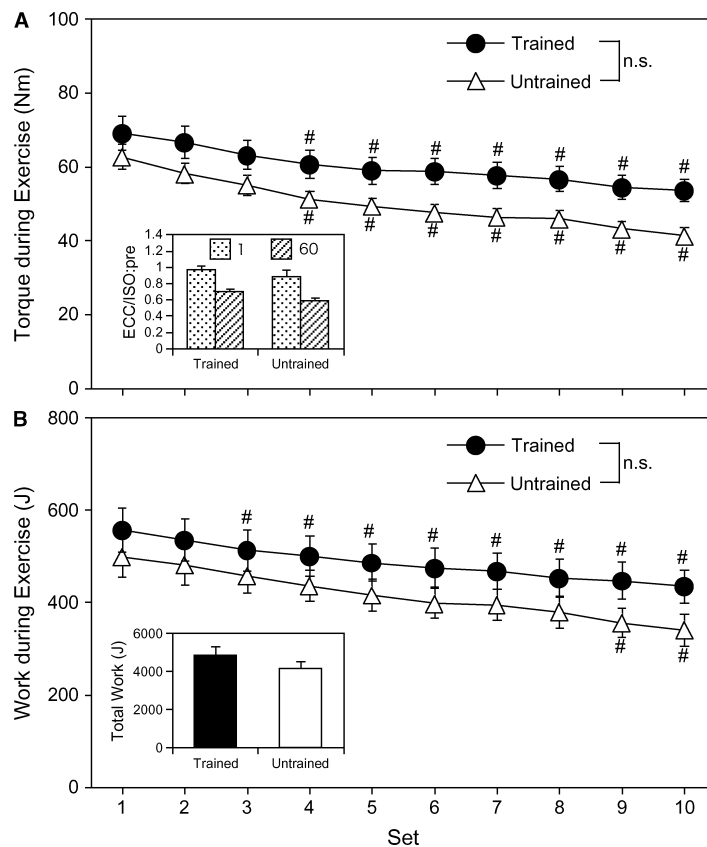 A
Torque during Exercise (Nm)
100
80
60
40
20
0
Trained
Untrained
n.s.
# # # # # # #
# # # # # # #
ECC/ISO:pre
1.4
1.2
1
0.8
0.6
0.4
0.2
0
1 60
Trained Untrained
B
Work during Exercise (J)
800
600
400
200
0
Trained
Untrained
n.s.
# # # # # # # #
# #
Total Work (J)
6000
4000
2000
0
Trained Untrained
1 2 3 4 5 6 7 8 9 10
Set